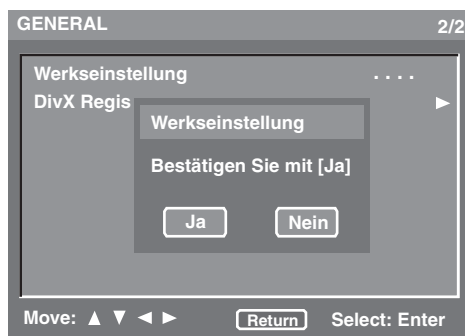 GENERAL 2/2
Werkseinstellung . . . .
DivX Regis
Werkseinstellung
Bestätigen Sie mit [Ja]
Ja Nein
Move: ▲ ▼ ◄ ► Return Select: Enter